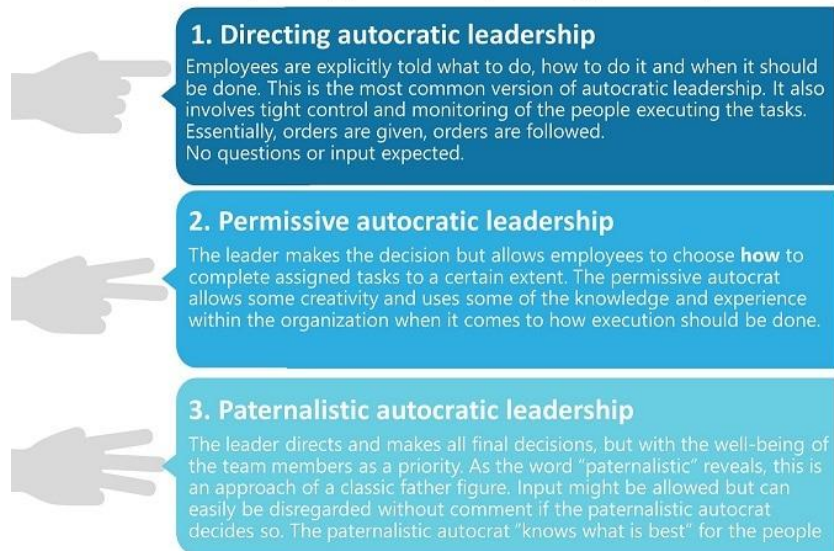 1. Directing autocratic leadership
Employees are explicitly told what to do, how to do it and when it should
be done. This is the most common version of autocratic leadership. It also
involves tight control and monitoring of the people executing the tasks.
Essentially, orders are given, orders are followed.
No questions or input expected.
2. Permissive autocratic leadership
The leader makes the decision but allows employees to choose how to
complete assigned tasks to a certain extent. The permissive autocrat
allows some creativity and uses some of the knowledge and experience
within the organization when it comes to how execution should be done.
3. Paternalistic autocratic leadership
The leader directs and makes all final decisions, but with the well-being of
the team members as a priority. As the word "paternalistic" reveals, this is
an approach of a classic father figure. Input might be allowed but can
easily be disregarded without comment if the paternalistic autocrat
decides so. The paternalistic autocrat "knows what is best" for the people